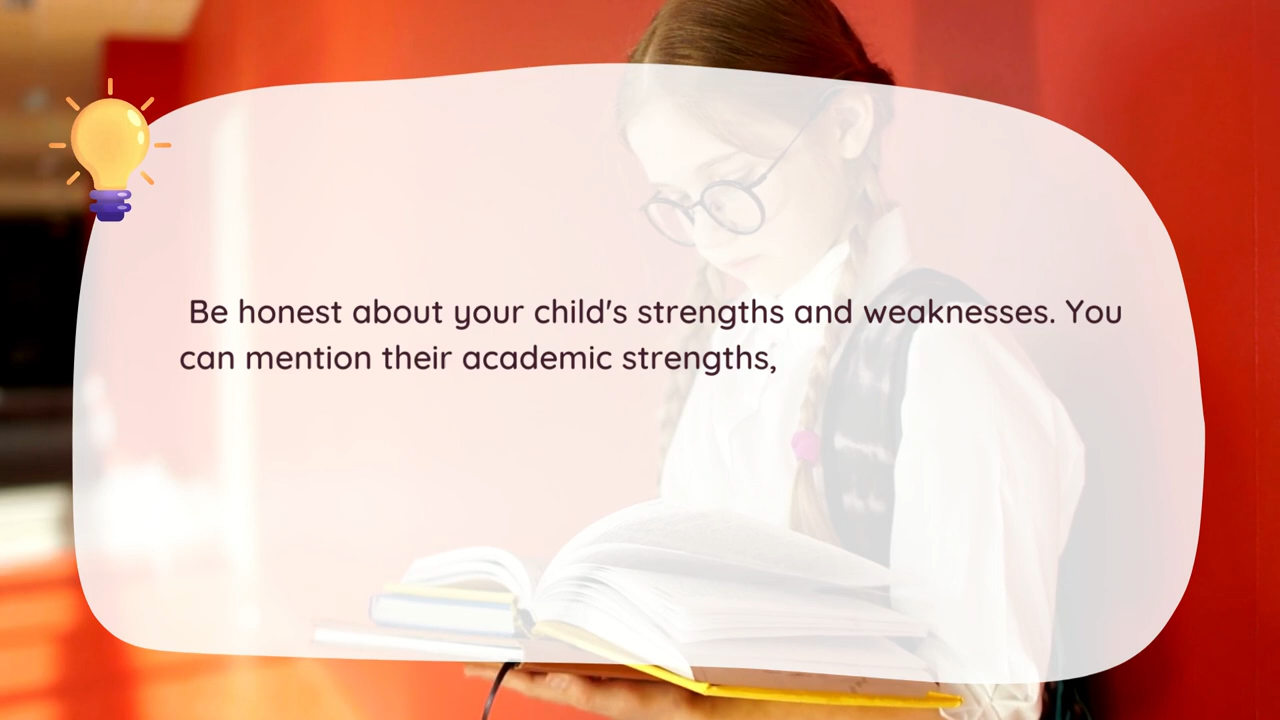 Be honest about your child's strengths and weaknesses. You
can mention their academic strengths,